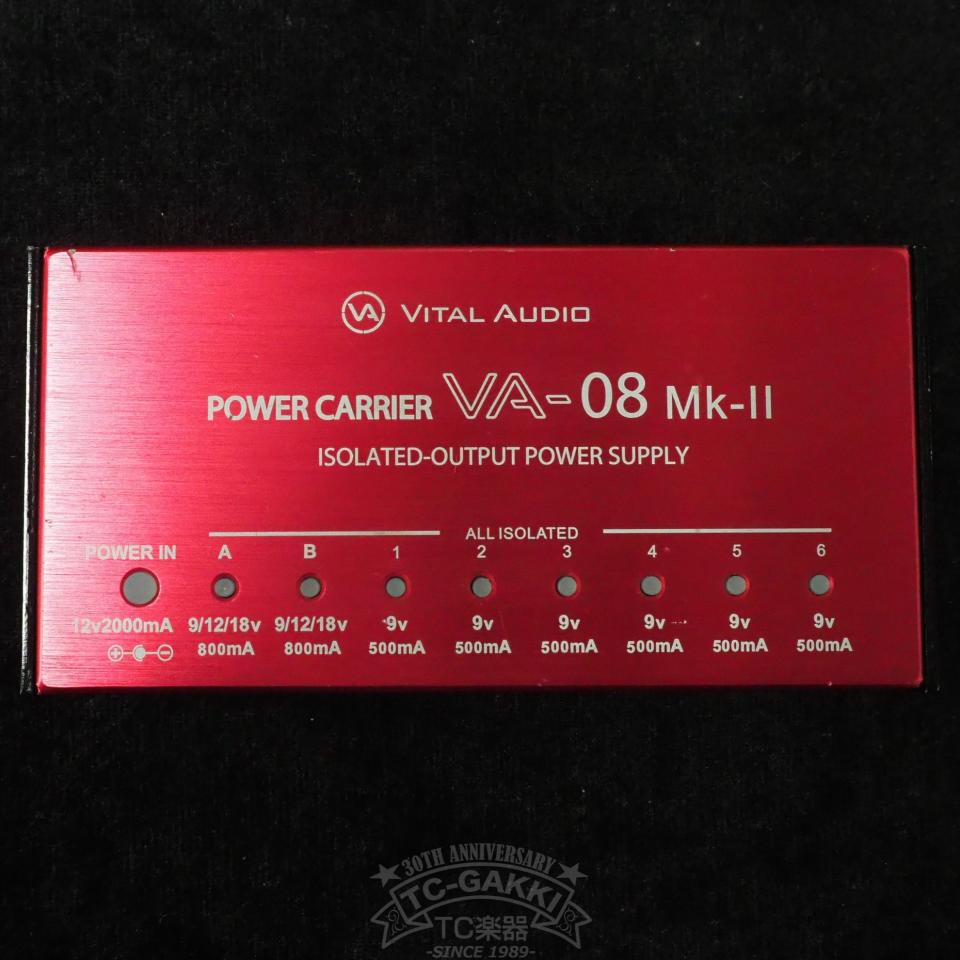 VA VITAL AUDIO
POWER CARRIER VA-08 Mk-II
ISOLATED-OUTPUT POWER SUPPLY
ALL ISOLATED
POWER IN A B 1 2 3 4 5 6
12v2000mA 9/12/18v 9/12/18v 9v 9v 9v 9v 9v 9v
800mA 800mA 500mA 500mA 500mA 500mA 500mA 500mA
30TH ANNIVERSARY
TC-GAKKI
TC楽器
-SINCE 1989-